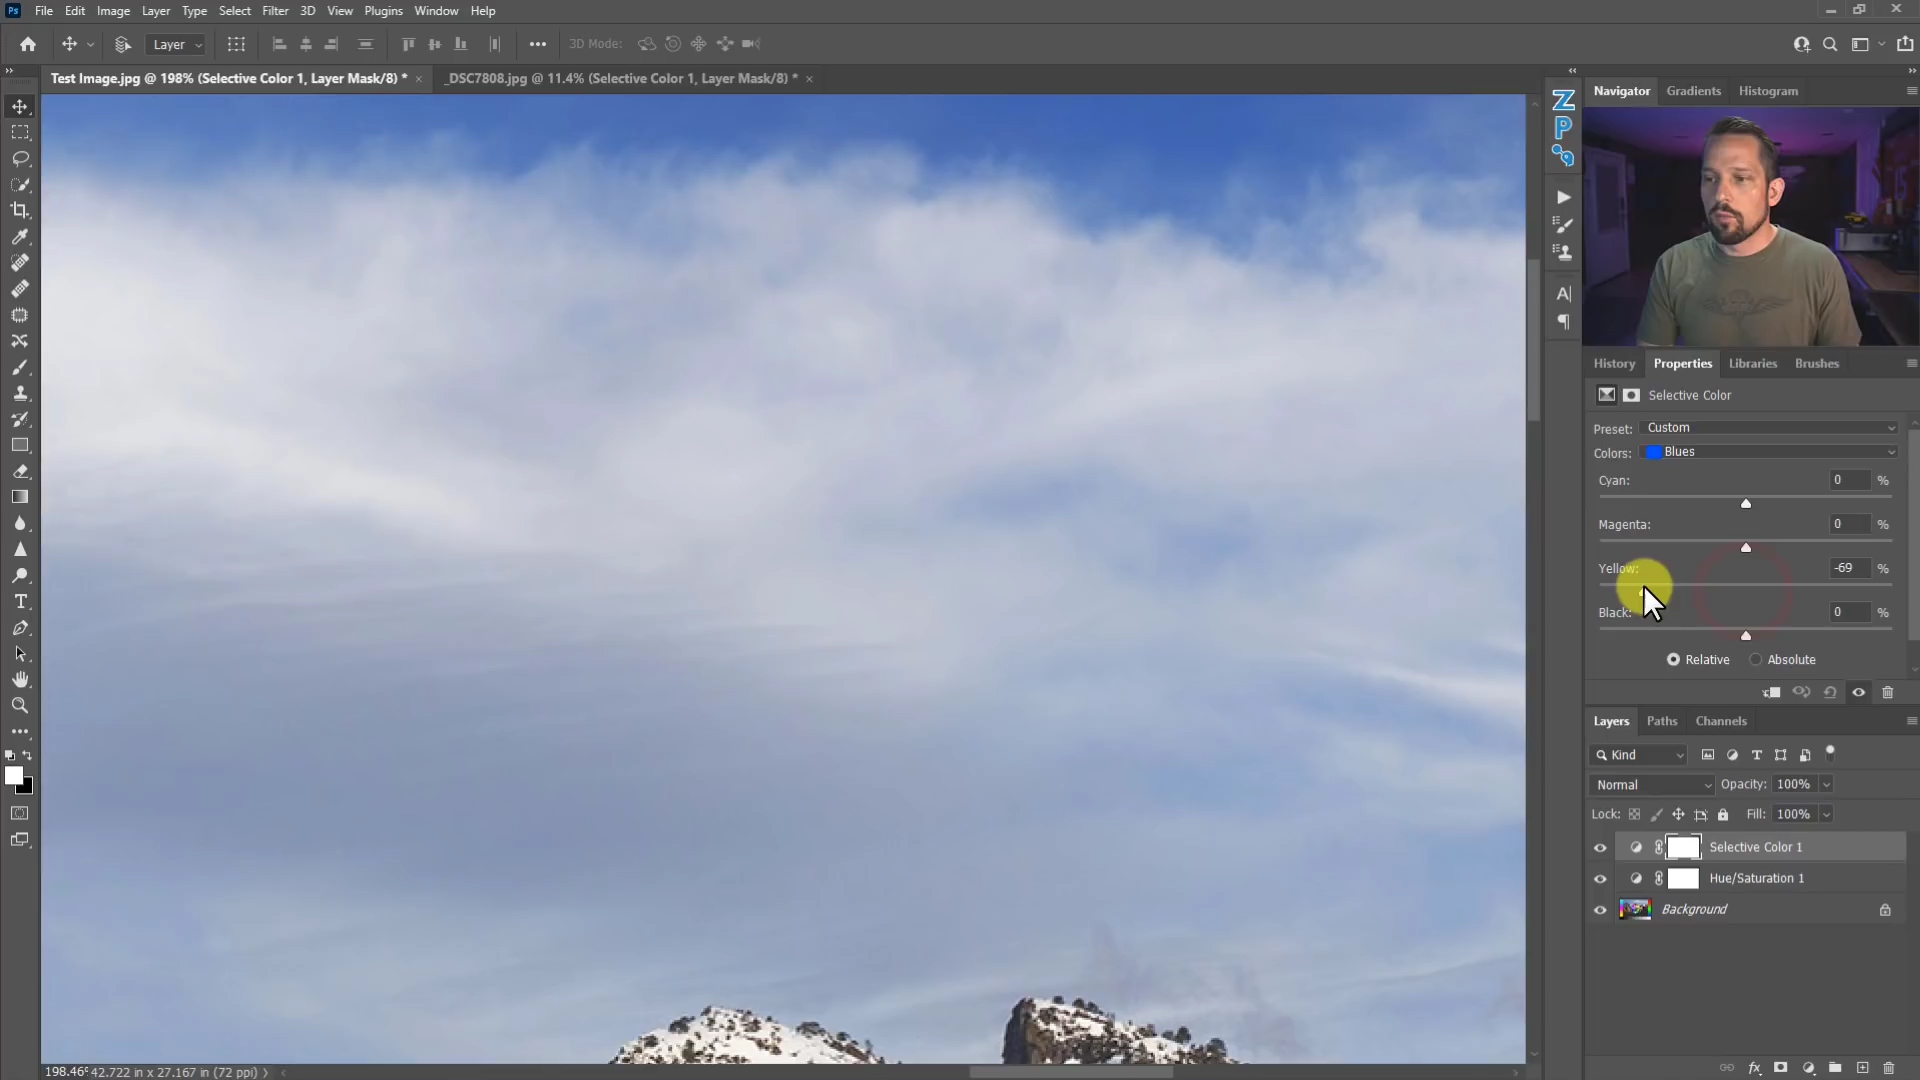 Ps File Edit Image Layer Type Select Filter 3D View Plugins Window Help
Layer 3D Mode:
Test Image.jpg @ 198% (Selective Color 1, Layer Mask/8) * _DSC7808.jpg @ 11.4% (Selective Color 1, Layer Mask/8) *
Navigator Gradients Histogram
History Properties Libraries Brushes
Selective Color
Preset: Custom
Colors: Blues
Cyan: 0 %
Magenta: 0 %
Yellow: -69 %
Black: 0 %
Relative Absolute
Layers Paths Channels
Kind
Normal Opacity: 100%
Lock: Fill: 100%
Selective Color 1
Hue/Saturation 1
Background
198.46% 42.722 in x 27.167 in (72 ppi)